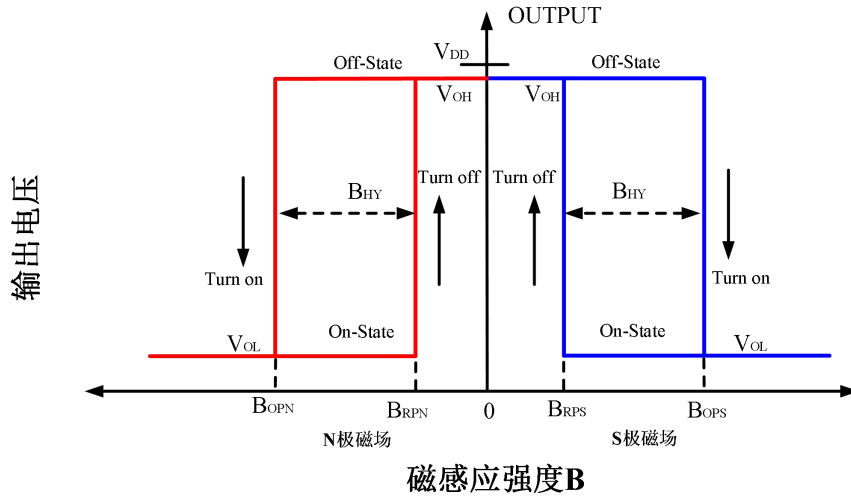 OUTPUT
VDD
Off-State
Off-State
VOH
VOH
Turn off
Turn off
BHY
BHY
Turn on
Turn on
On-State
On-State
VOL
VOL
BOPN
BRPN
0
BRPS
BOPS
N极磁场
S极磁场
输出电压
磁感应强度B